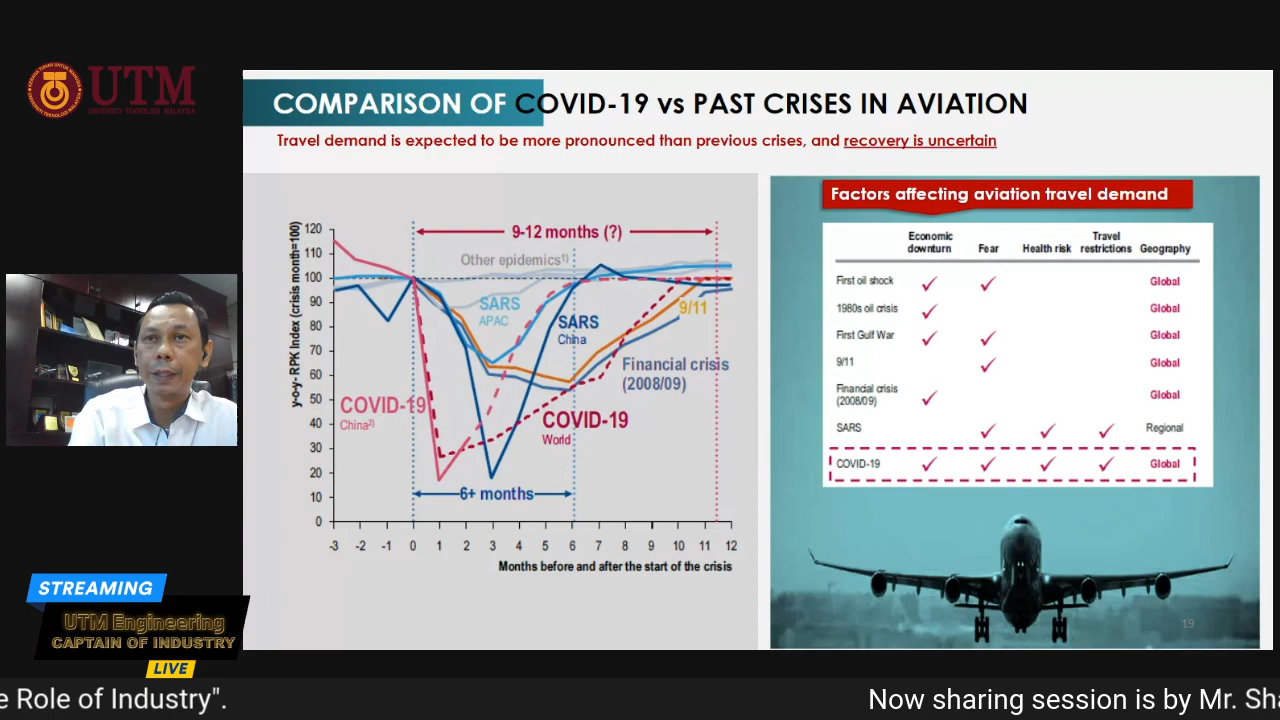 UTM
UNIVERSITI TEKNOLOGI MALAYSIA
COMPARISON OF COVID-19 vs PAST CRISES IN AVIATION
Travel demand is expected to be more pronounced than previous crises, and recovery is uncertain
y-o-y- RPK Index (crisis month=100)
120
110
100
90
80
70
60
50
40
30
20
10
0
-3 -2 -1 0 1 2 3 4 5 6 7 8 9 10 11 12
Months before and after the start of the crisis
9-12 months (?)
Other epidemics1)
SARS
APAC
SARS
China
9/11
Financial crisis
(2008/09)
COVID-19
China2)
COVID-19
World
6+ months
Factors affecting aviation travel demand
Economic downturn Fear Health risk Travel restrictions Geography
First oil shock ✓ ✓ Global
1980s oil crisis ✓ Global
First Gulf War ✓ ✓ Global
9/11 ✓ Global
Financial crisis (2008/09) ✓ Global
SARS ✓ ✓ ✓ Regional
COVID-19 ✓ ✓ ✓ ✓ Global
19
STREAMING
UTM Engineering
CAPTAIN OF INDUSTRY
LIVE
e Role of Industry". Now sharing session is by Mr. Sha